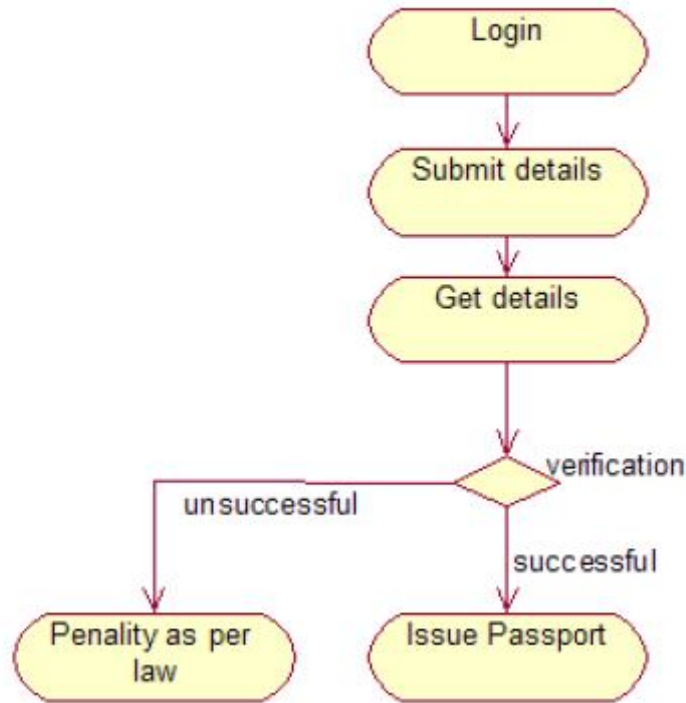 Login
Submit details
Get details
verification
unsuccessful
successful
Penality as per
law
Issue Passport